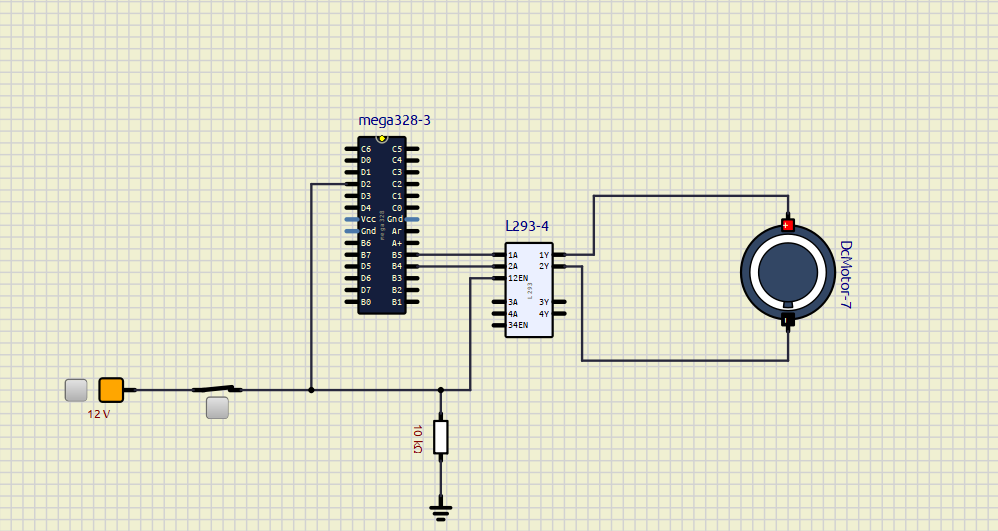 mega328-3
C6 C5
D0 C4
D1 C3
D2 C2
D3 C1
D4 C0
Vcc Gnd
Gnd Ar
B6 A+
B7 B5
D5 B4
D6 B3
D7 B2
B0 B1
mega328
L293-4
1A 1Y
2A 2Y
12EN
3A 3Y
4A 4Y
34EN
L293
DcMotor-7
12 V
10 kΩ